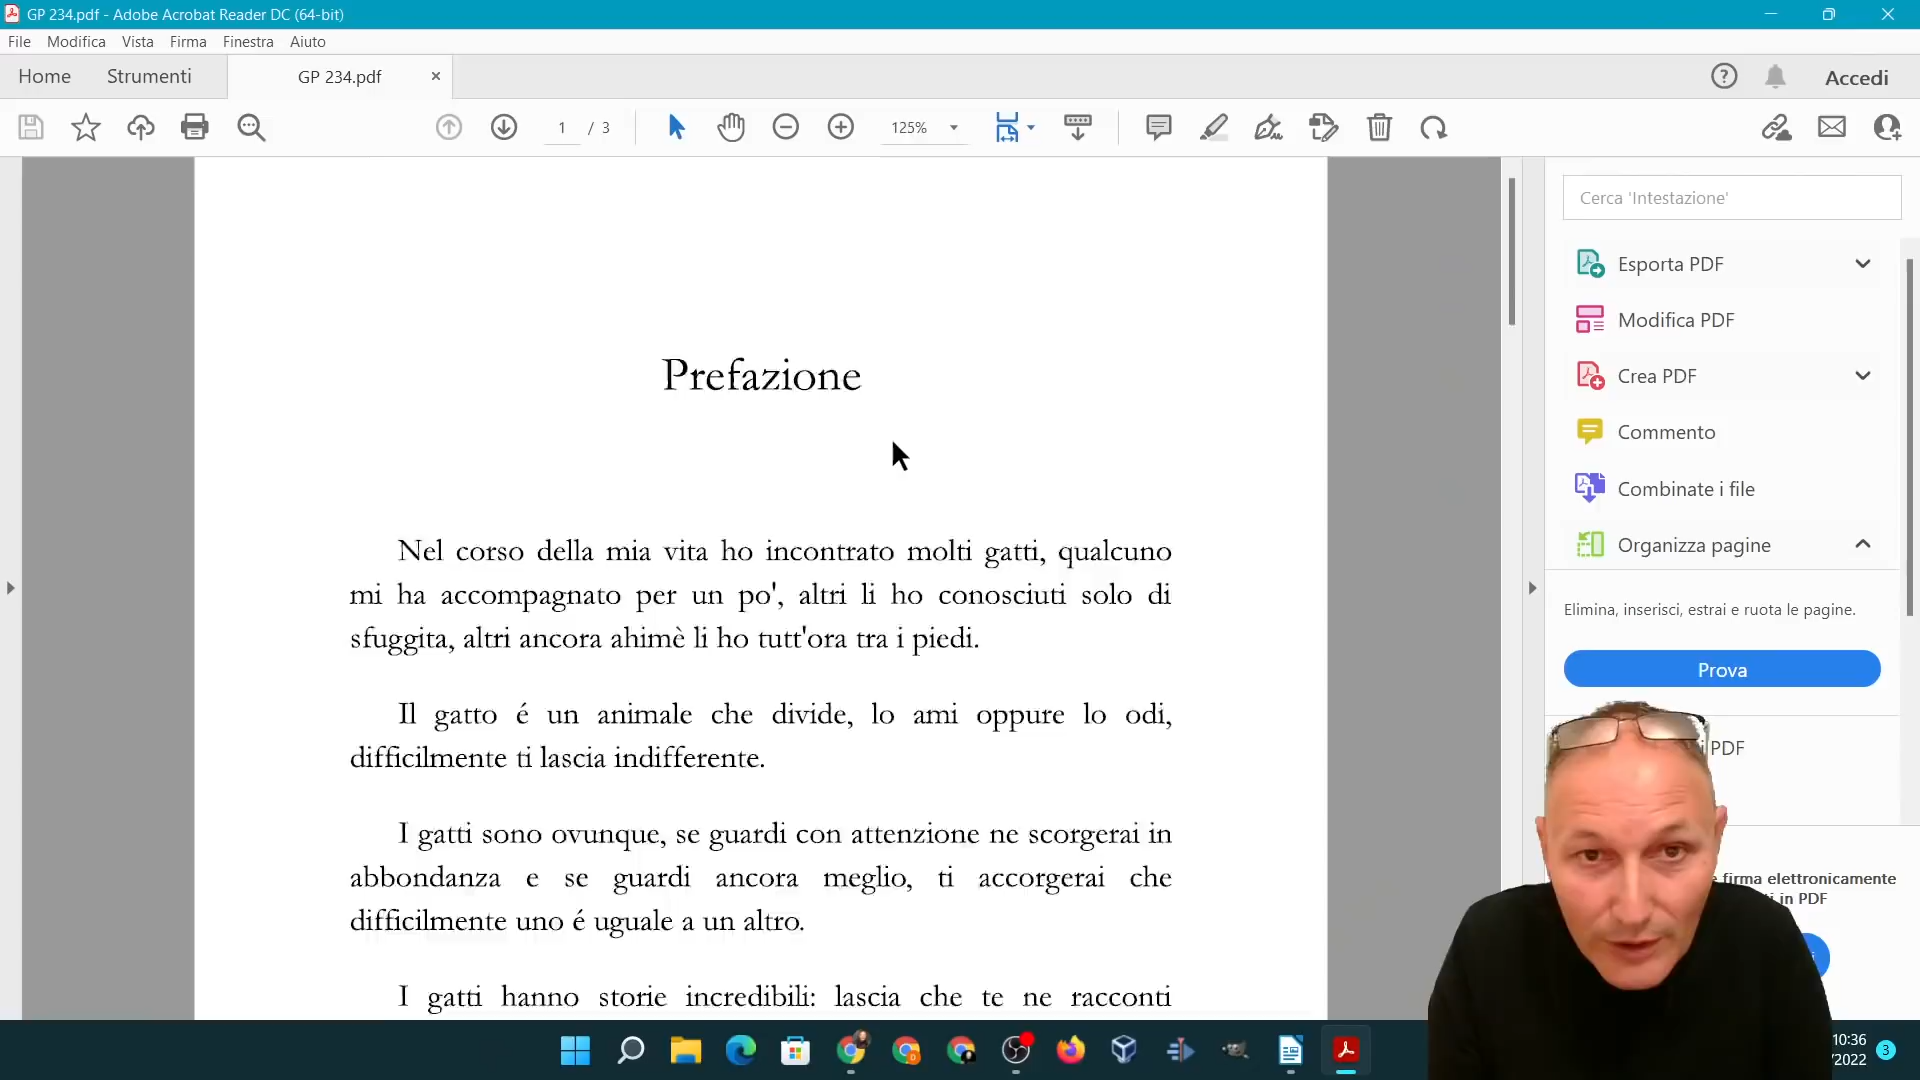 GP 234.pdf - Adobe Acrobat Reader DC (64-bit)
File Modifica Vista Firma Finestra Aiuto
Home Strumenti GP 234.pdf Accedi
1 / 3 125%
Prefazione
Nel corso della mia vita ho incontrato molti gatti, qualcuno
mi ha accompagnato per un po', altri li ho conosciuti solo di
sfuggita, altri ancora ahimè li ho tutt'ora tra i piedi.
Il gatto é un animale che divide, lo ami oppure lo odi,
difficilmente ti lascia indifferente.
I gatti sono ovunque, se guardi con attenzione ne scorgerai in
abbondanza e se guardi ancora meglio, ti accorgerai che
difficilmente uno é uguale a un altro.
I gatti hanno storie incredibili: lascia che te ne racconti
Cerca 'Intestazione'
Esporta PDF
Modifica PDF
Crea PDF
Commento
Combinate i file
Organizza pagine
Elimina, inserisci, estrai e ruota le pagine.
Prova
PDF
firma elettronicamente
in PDF
10:36
/2022
3